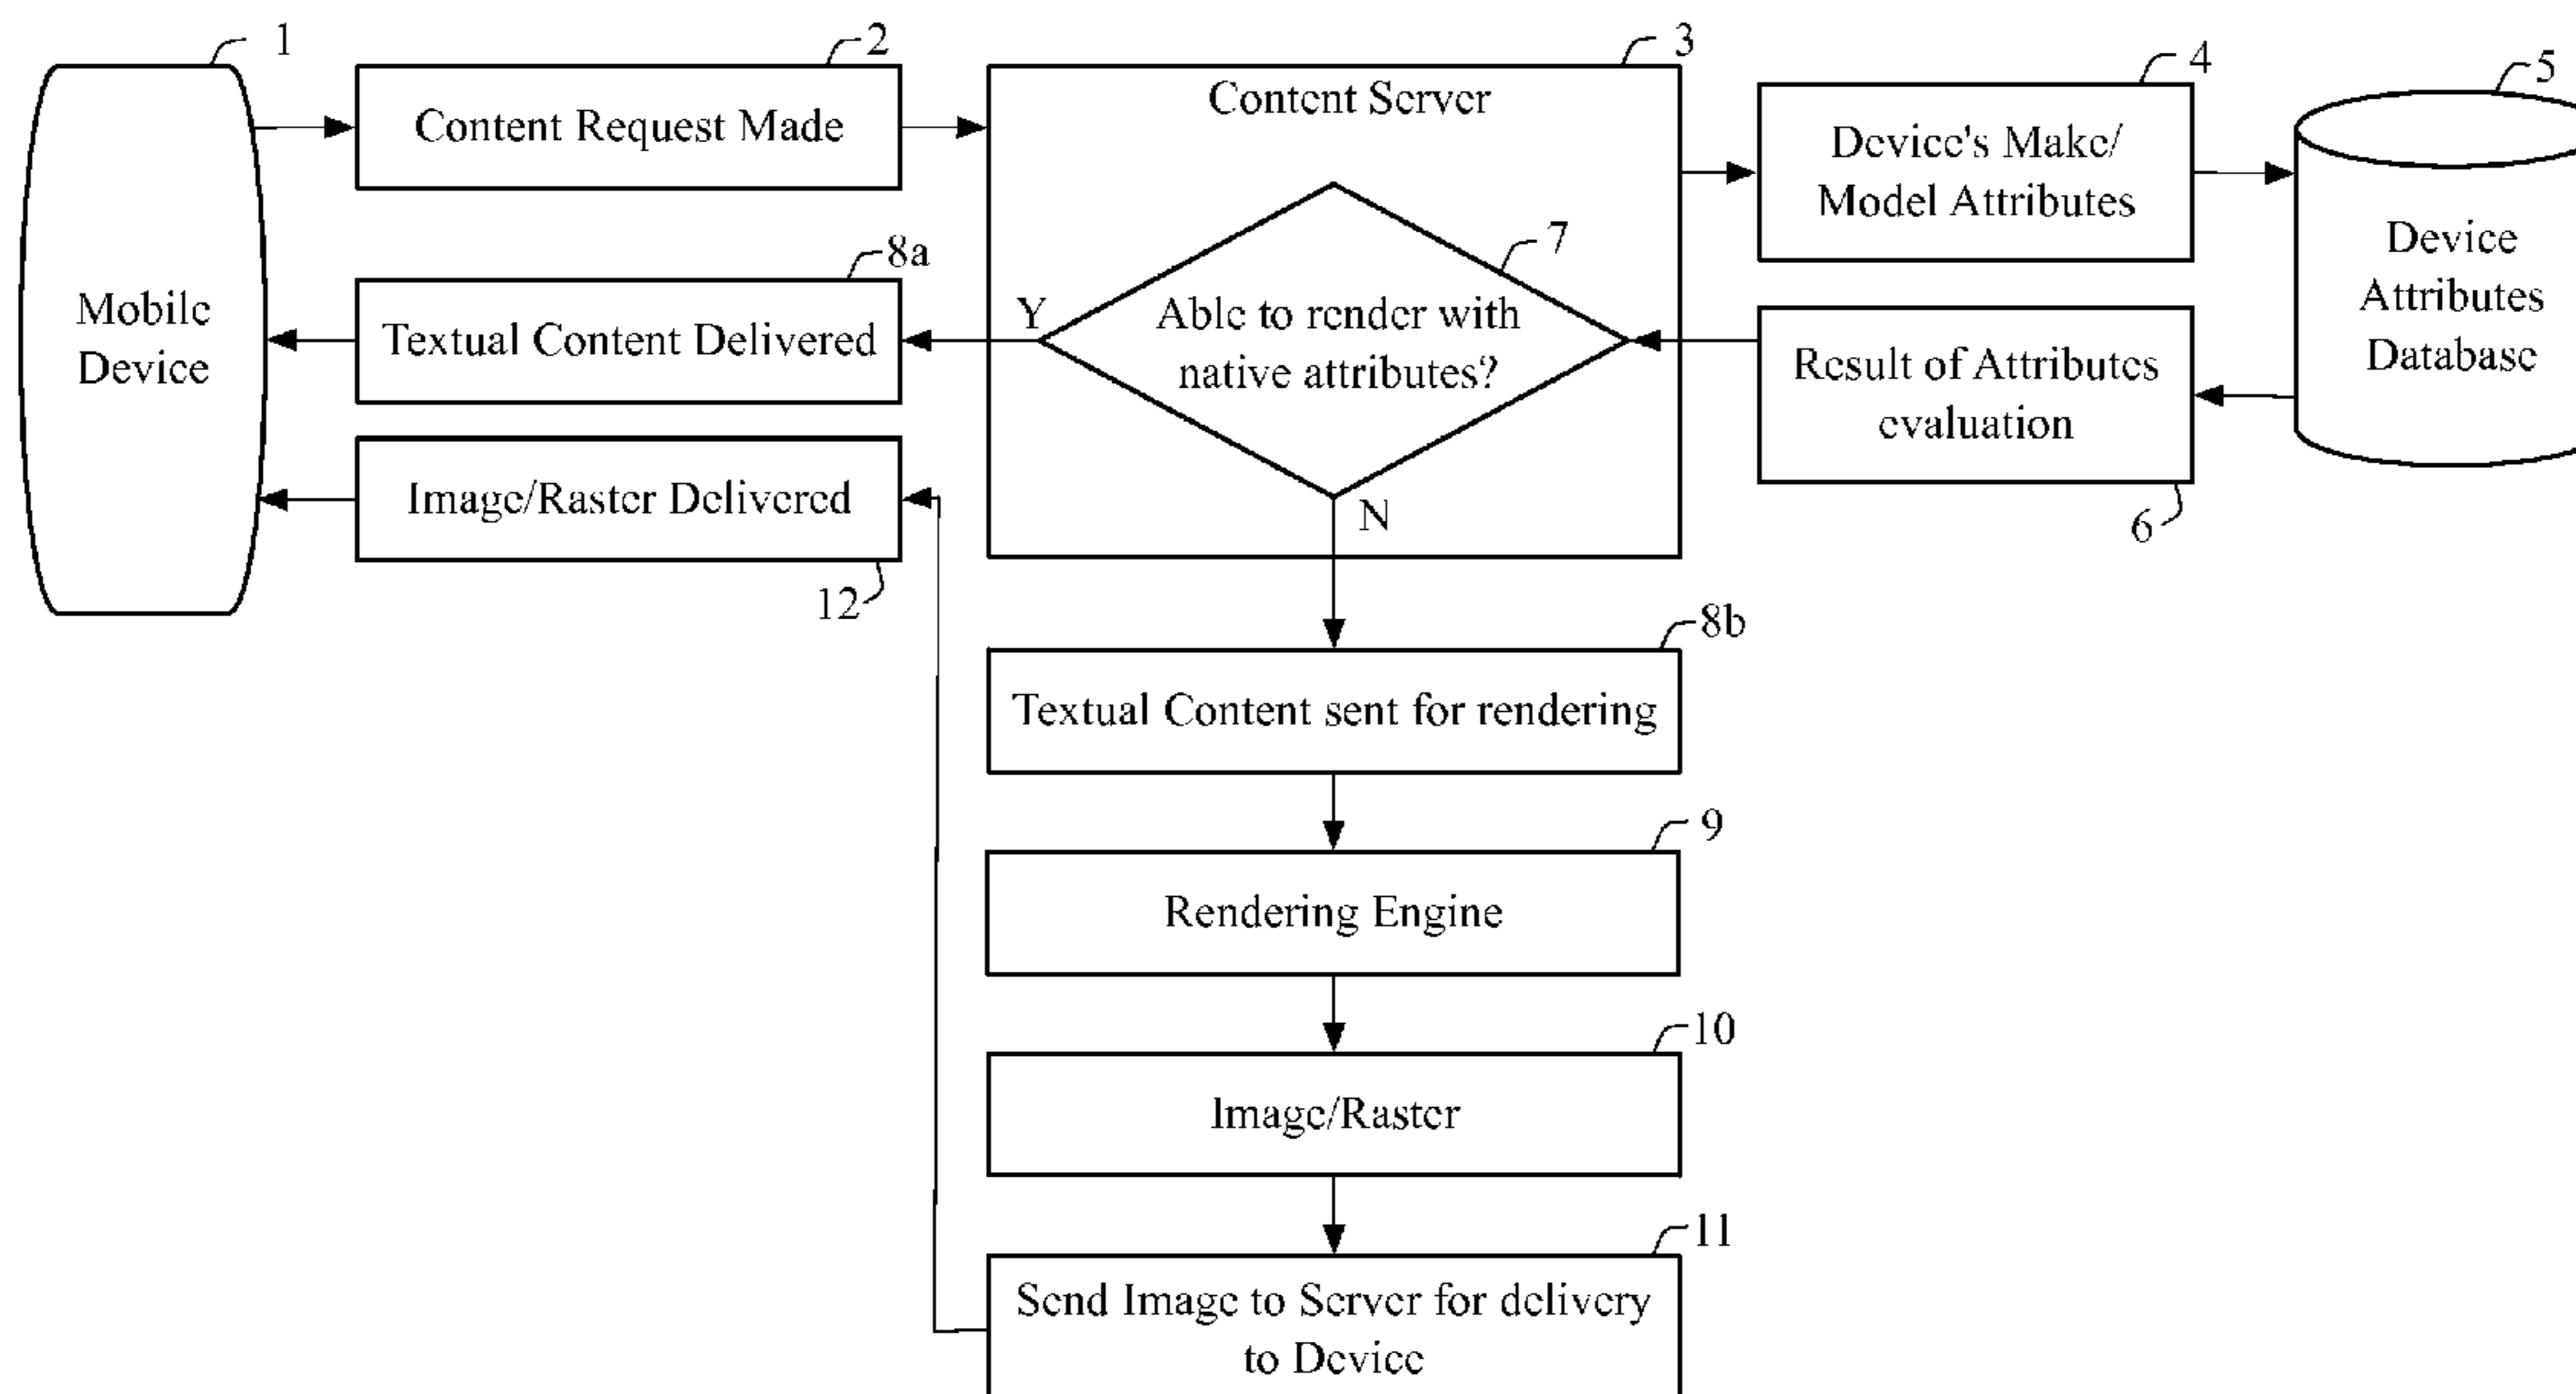 1
2
3
4
5
Content Request Made
Content Server
Device's Make/
Model Attributes
Device
Attributes
Database
Mobile
Device
8a
Textual Content Delivered
Y
7
Able to render with
native attributes?
N
Result of Attributes
evaluation
6
Image/Raster Delivered
12
8b
Textual Content sent for rendering
9
Rendering Engine
10
Image/Raster
11
Send Image to Server for delivery
to Device